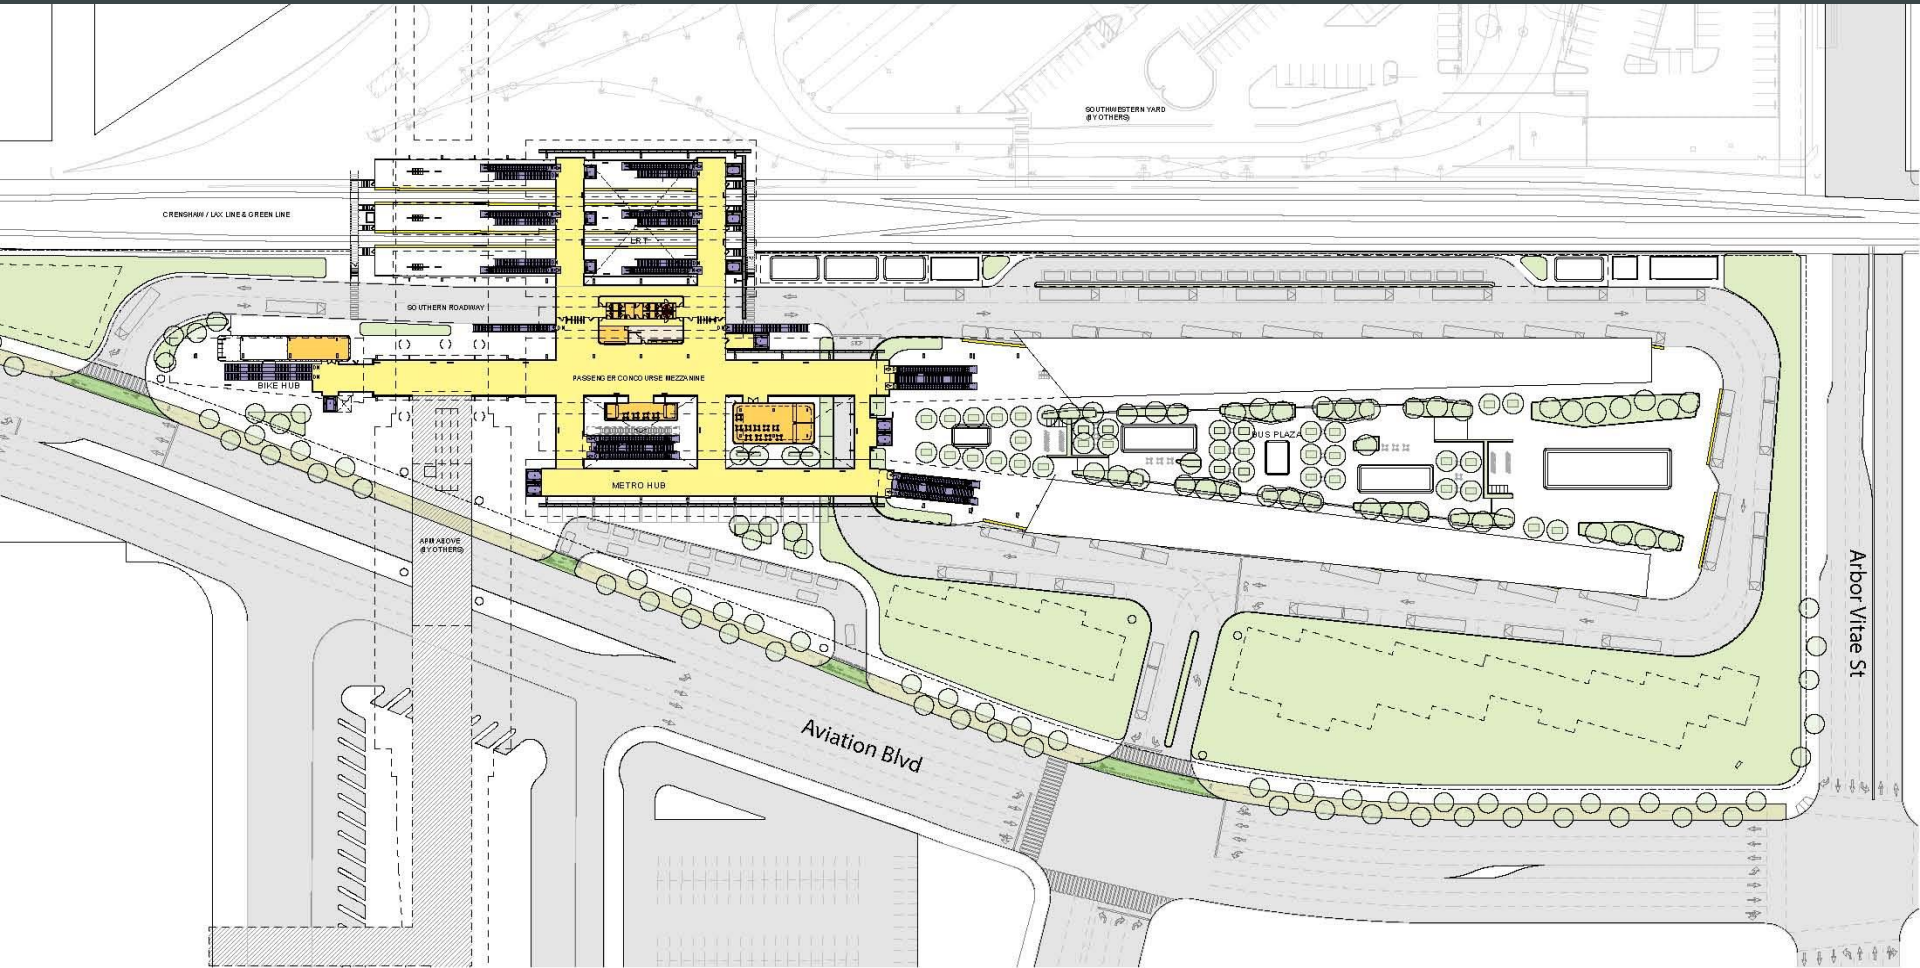 SOUTHWESTERN YARD
(BY OTHERS)
CRENSHAW / LAX LINE & GREEN LINE
LRT
SOUTHERN ROADWAY
PASSENGER CONCOURSE MEZZANINE
BIKE HUB
BUS PLAZA
METRO HUB
APM ABOVE
(BY OTHERS)
Arbor Vitae St
Aviation Blvd